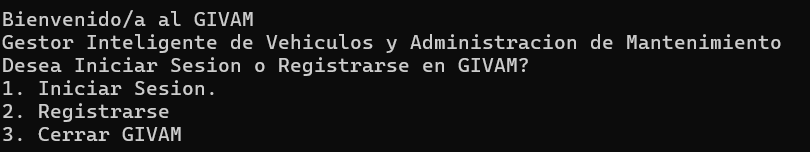 Bienvenido/a al GIVAM
Gestor Inteligente de Vehiculos y Administracion de Mantenimiento
Desea Iniciar Sesion o Registrarse en GIVAM?
1. Iniciar Sesion.
2. Registrarse
3. Cerrar GIVAM